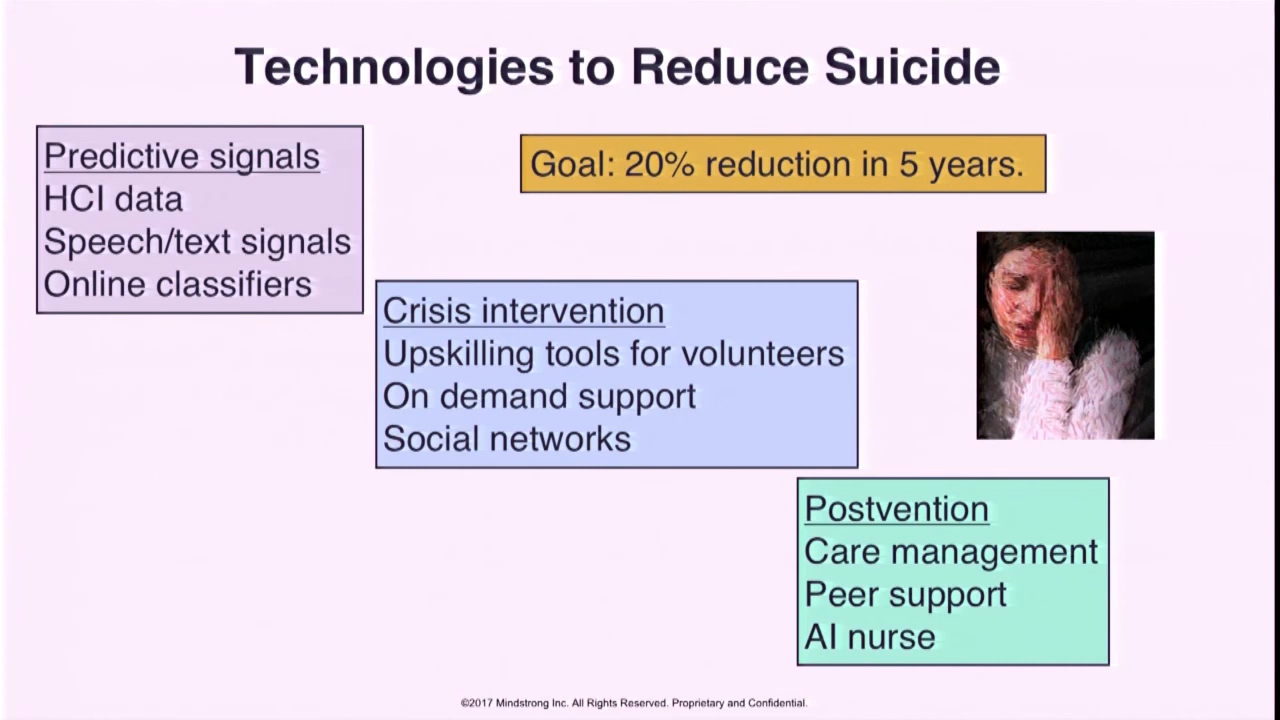 Technologies to Reduce Suicide
Predictive signals
HCI data
Speech/text signals
Online classifiers
Goal: 20% reduction in 5 years.
Crisis intervention
Upskilling tools for volunteers
On demand support
Social networks
Postvention
Care management
Peer support
AI nurse
©2017 Mindstrong Inc. All Rights Reserved. Proprietary and Confidential.